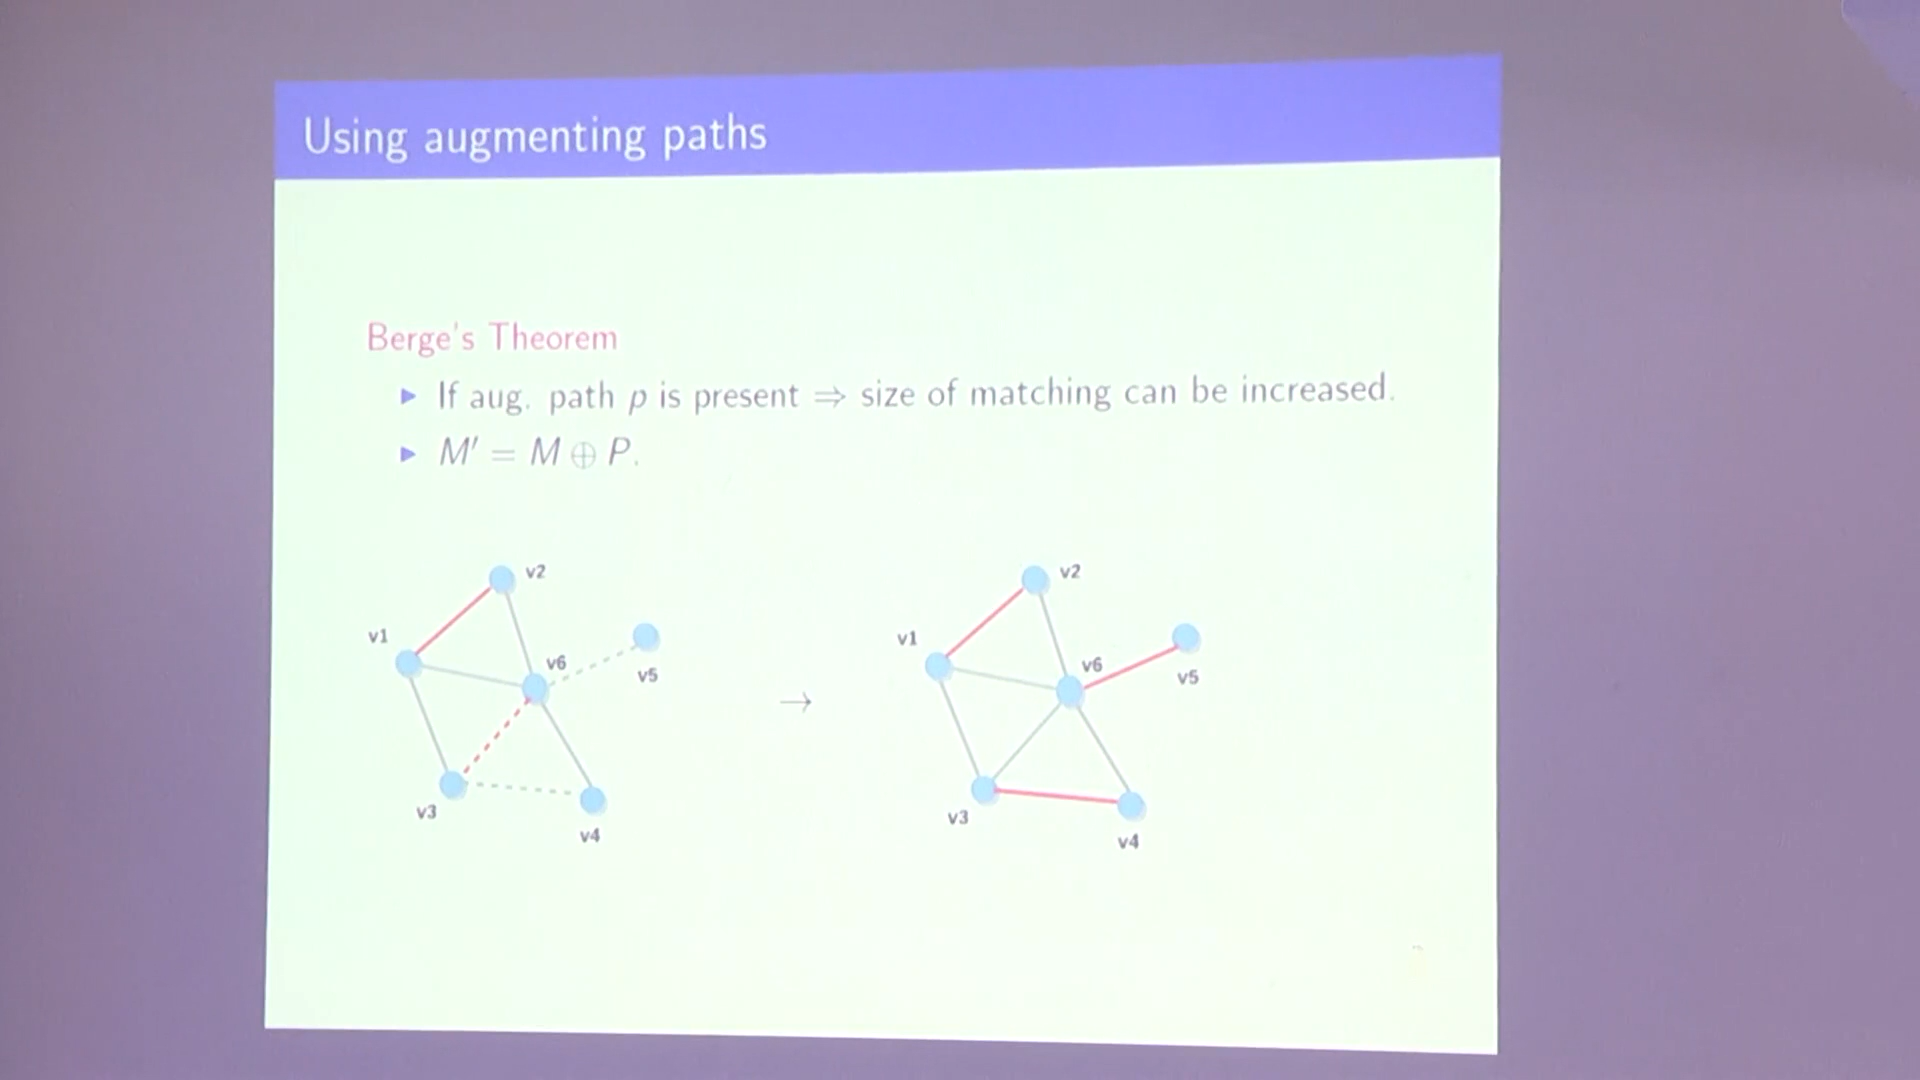 Using augmenting paths
Berge's Theorem
▶ If aug. path p is present ⇒ size of matching can be increased.
▶ M′ = M ⊕ P.
v2
v1
v6
v5
v3
v4
→
v2
v1
v6
v5
v3
v4